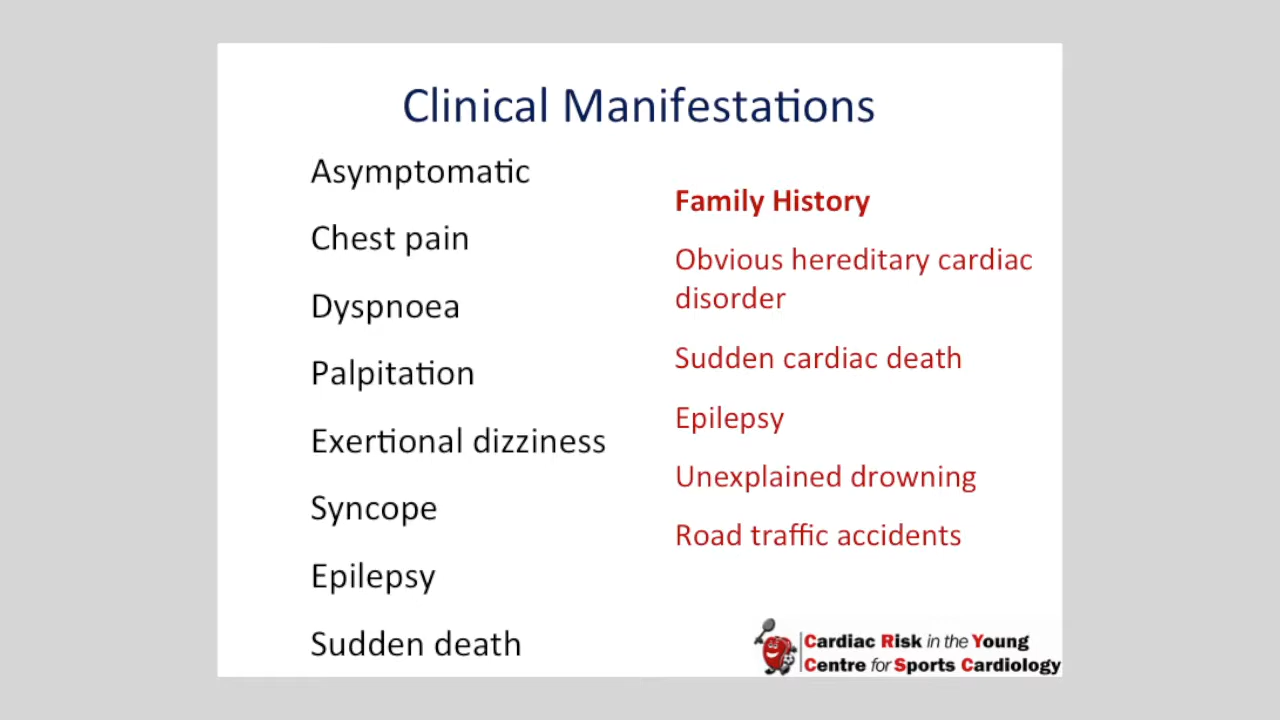 Clinical Manifestations
Asymptomatic
Chest pain
Dyspnoea
Palpitation
Exertional dizziness
Syncope
Epilepsy
Sudden death
Family History
Obvious hereditary cardiac
disorder
Sudden cardiac death
Epilepsy
Unexplained drowning
Road traffic accidents
Cardiac Risk in the Young
Centre for Sports Cardiology